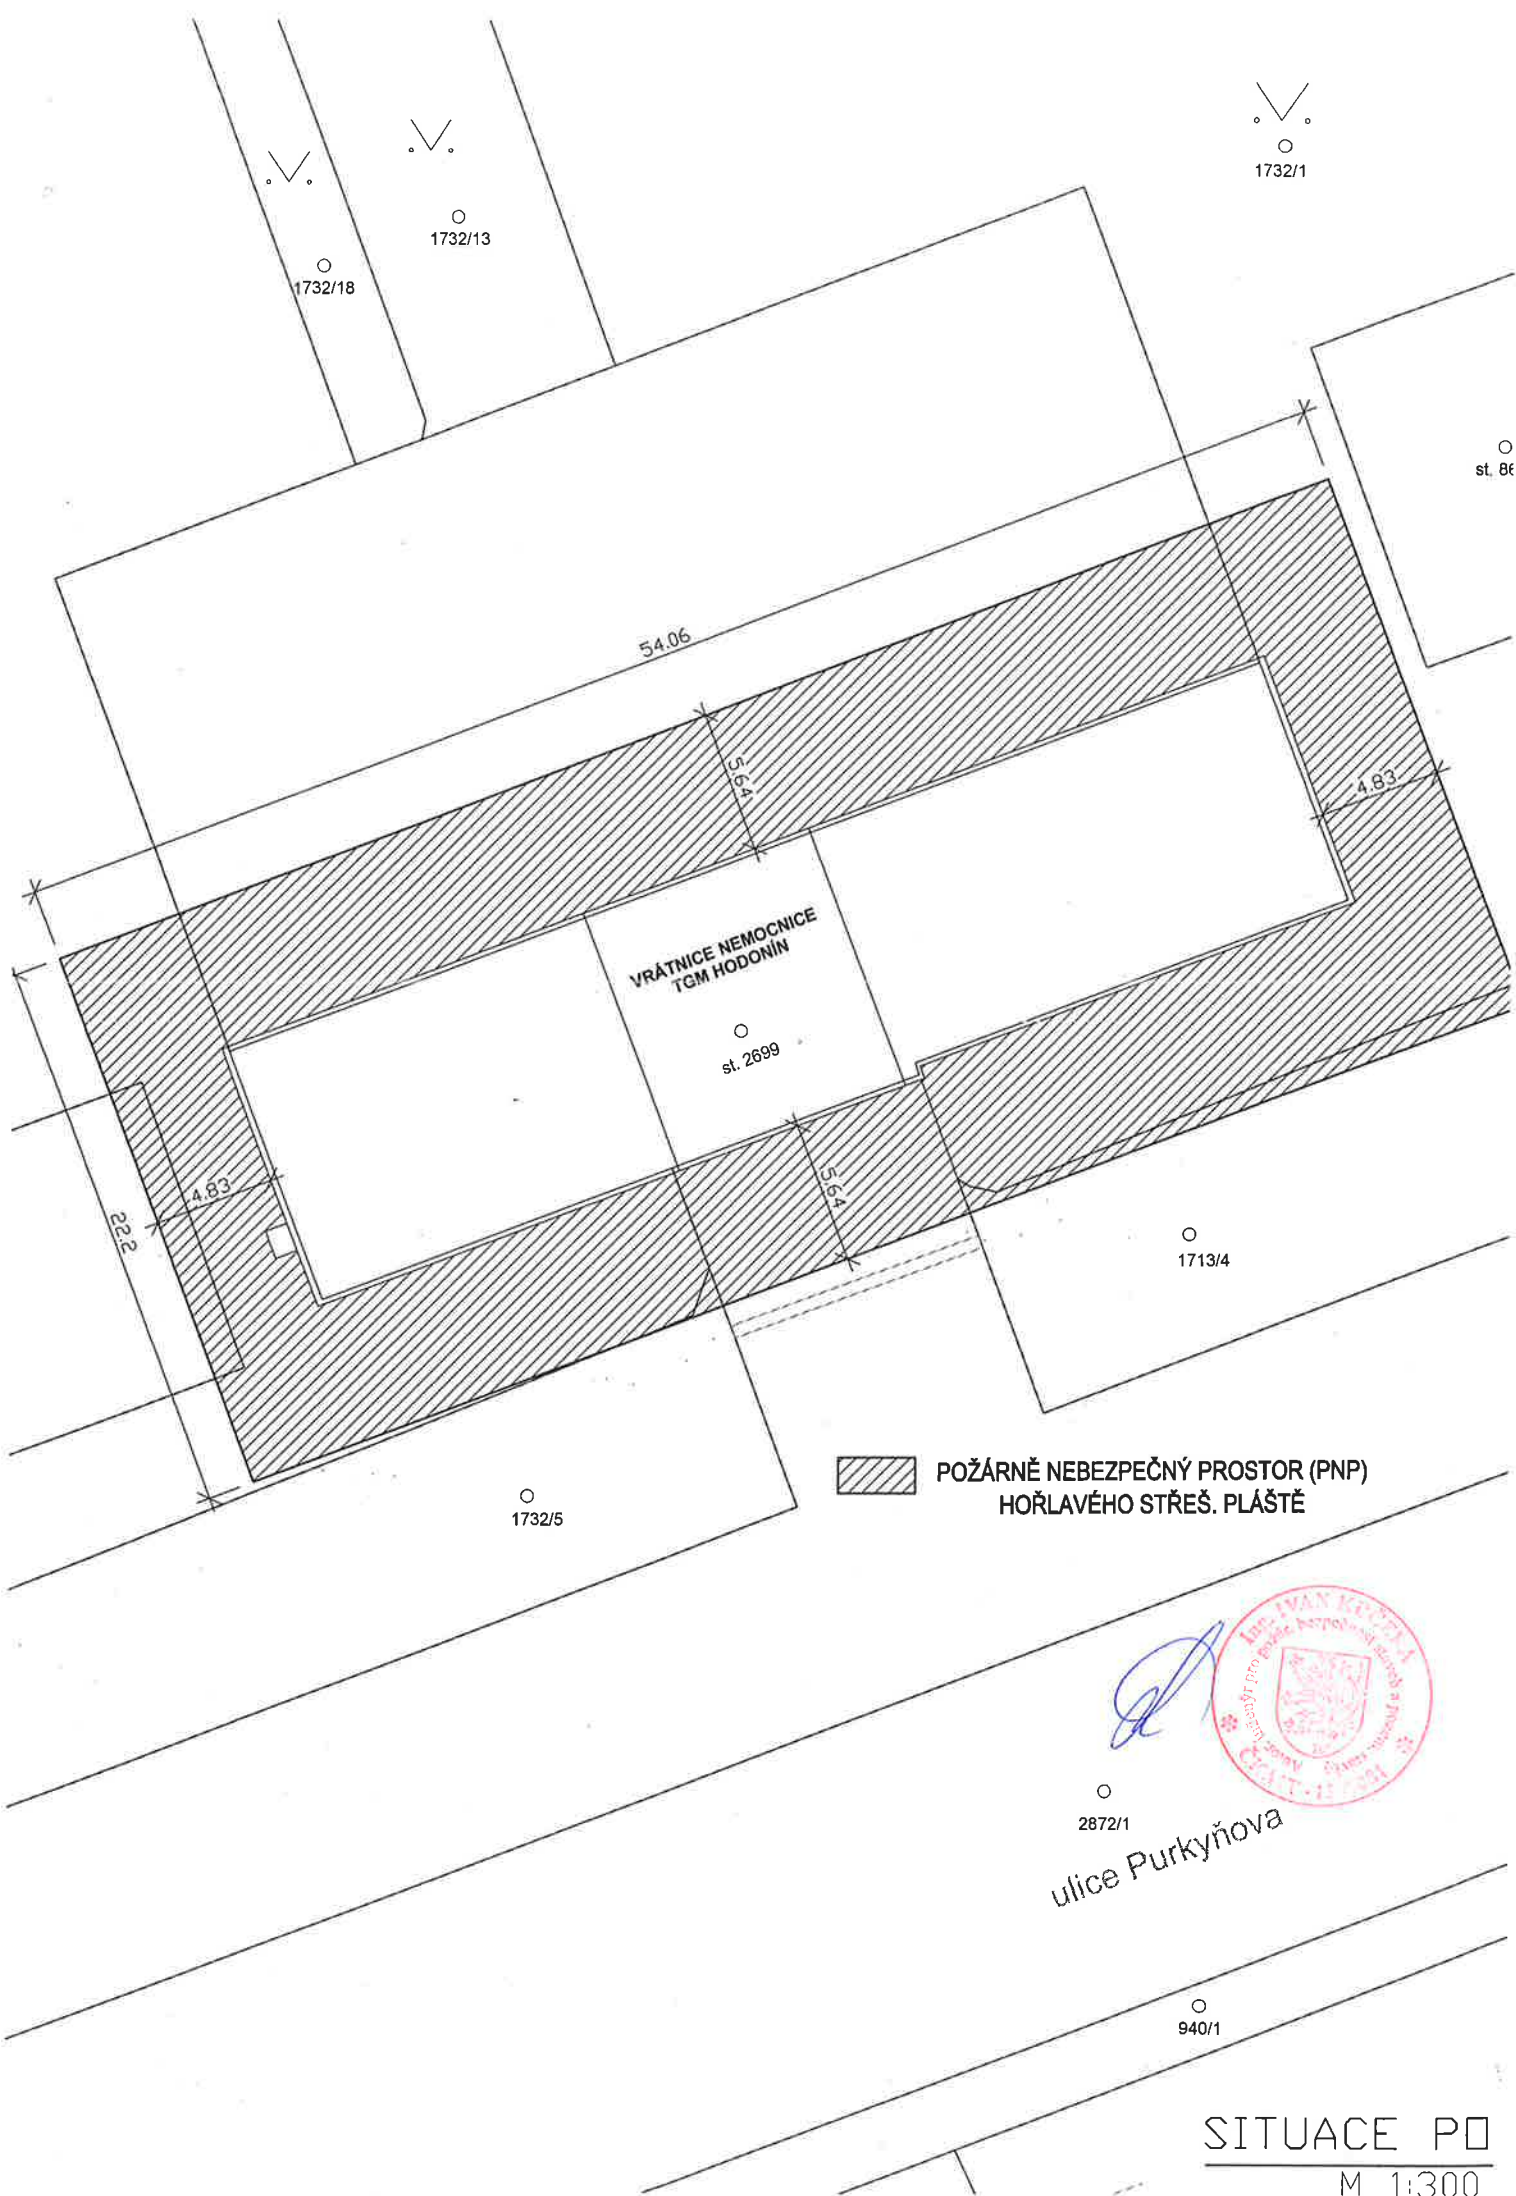 1732/1
1732/13
1732/18
st. 86
54.06
5.64
4.83
VRÁTNICE NEMOCNICE
TGM HODONÍN
st. 2699
4.83
22.2
5.64
1713/4
POŽÁRNĚ NEBEZPEČNÝ PROSTOR (PNP)
HOŘLAVÉHO STŘEŠ. PLÁŠTĚ
1732/5
Ing. IVAN
2872/1
ulice Purkyňova
940/1
SITUACE PO
M 1:300